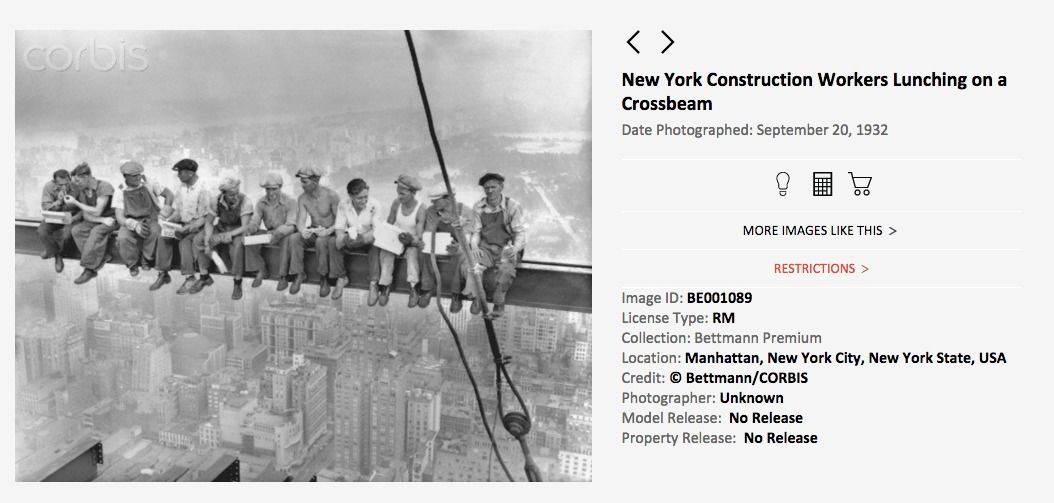 corbis
New York Construction Workers Lunching on a
Crossbeam
Date Photographed: September 20, 1932
MORE IMAGES LIKE THIS >
RESTRICTIONS >
Image ID: BE001089
License Type: RM
Collection: Bettmann Premium
Location: Manhattan, New York City, New York State, USA
Credit: © Bettmann/CORBIS
Photographer: Unknown
Model Release: No Release
Property Release: No Release